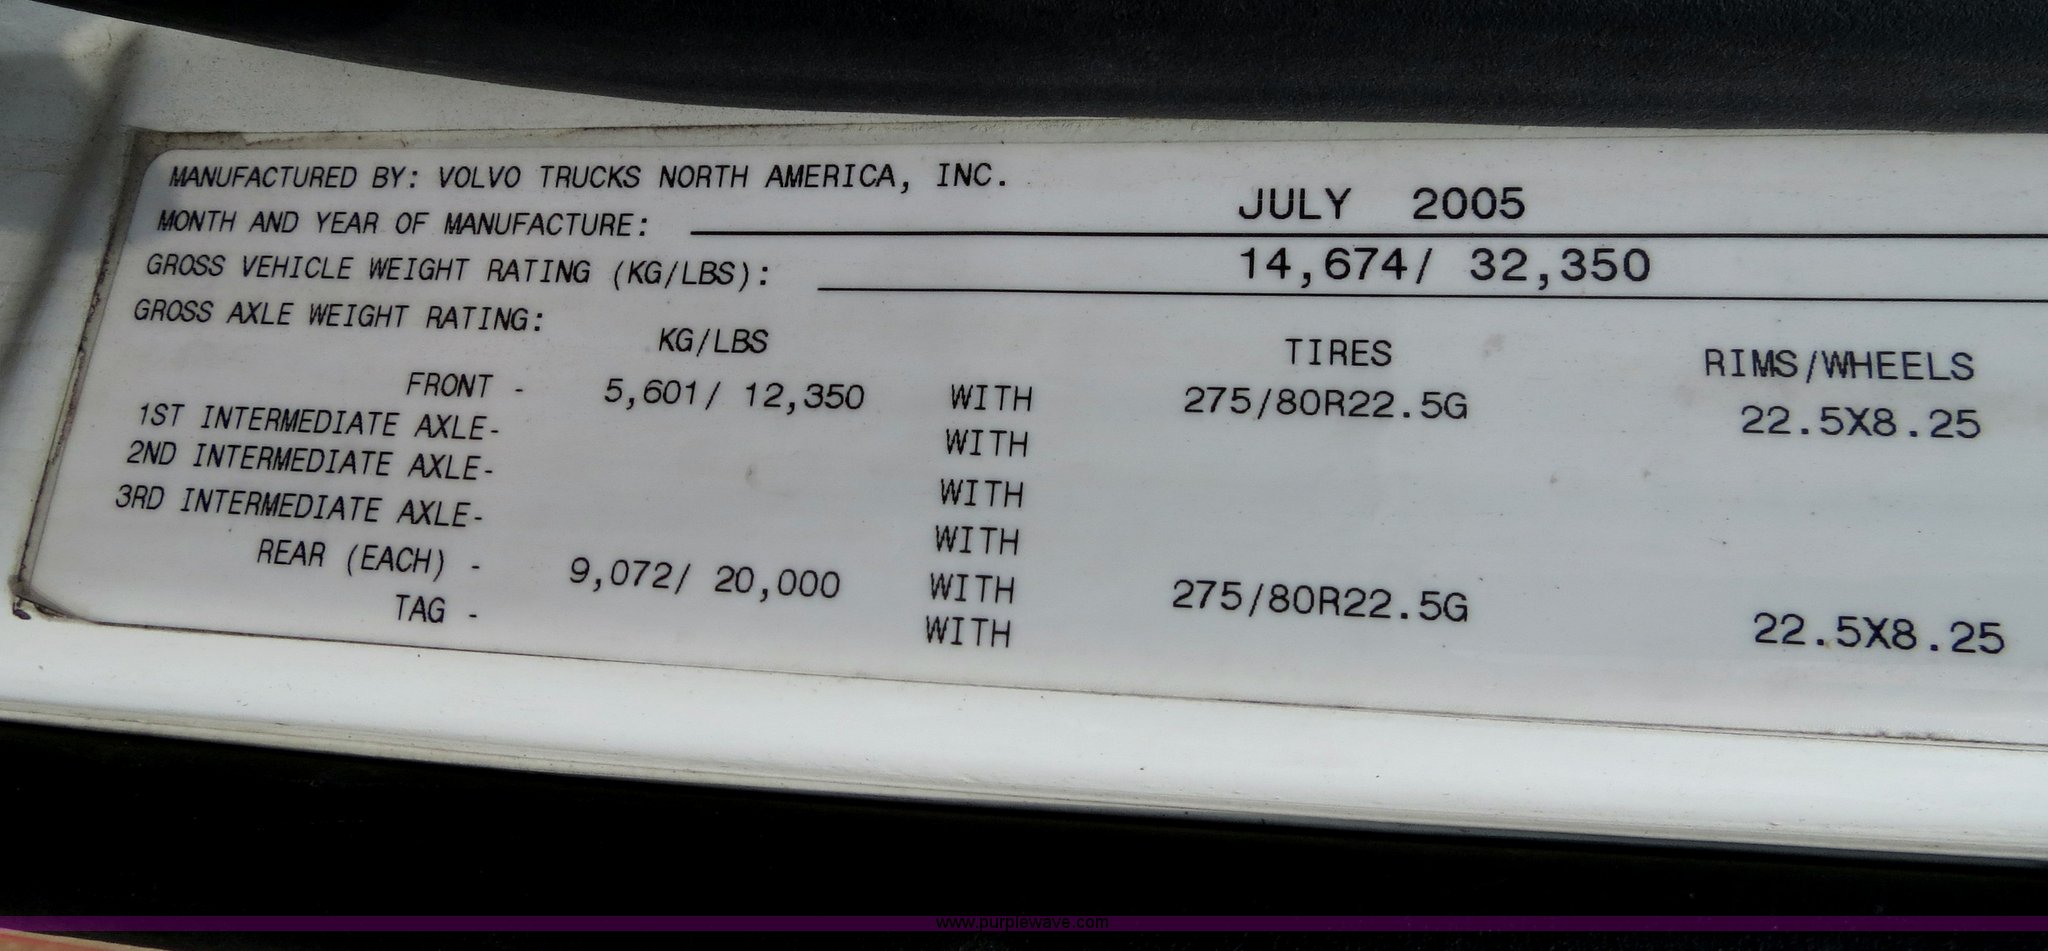 MANUFACTURED BY: VOLVO TRUCKS NORTH AMERICA, INC.
MONTH AND YEAR OF MANUFACTURE: JULY 2005
GROSS VEHICLE WEIGHT RATING (KG/LBS): 14,674/ 32,350
GROSS AXLE WEIGHT RATING:
KG/LBS TIRES RIMS/WHEELS
FRONT - 5,601/ 12,350 WITH 275/80R22.5G 22.5X8.25
1ST INTERMEDIATE AXLE- WITH
2ND INTERMEDIATE AXLE- WITH
3RD INTERMEDIATE AXLE- WITH
REAR (EACH) - 9,072/ 20,000 WITH 275/80R22.5G 22.5X8.25
TAG - WITH
www.purplewave.com